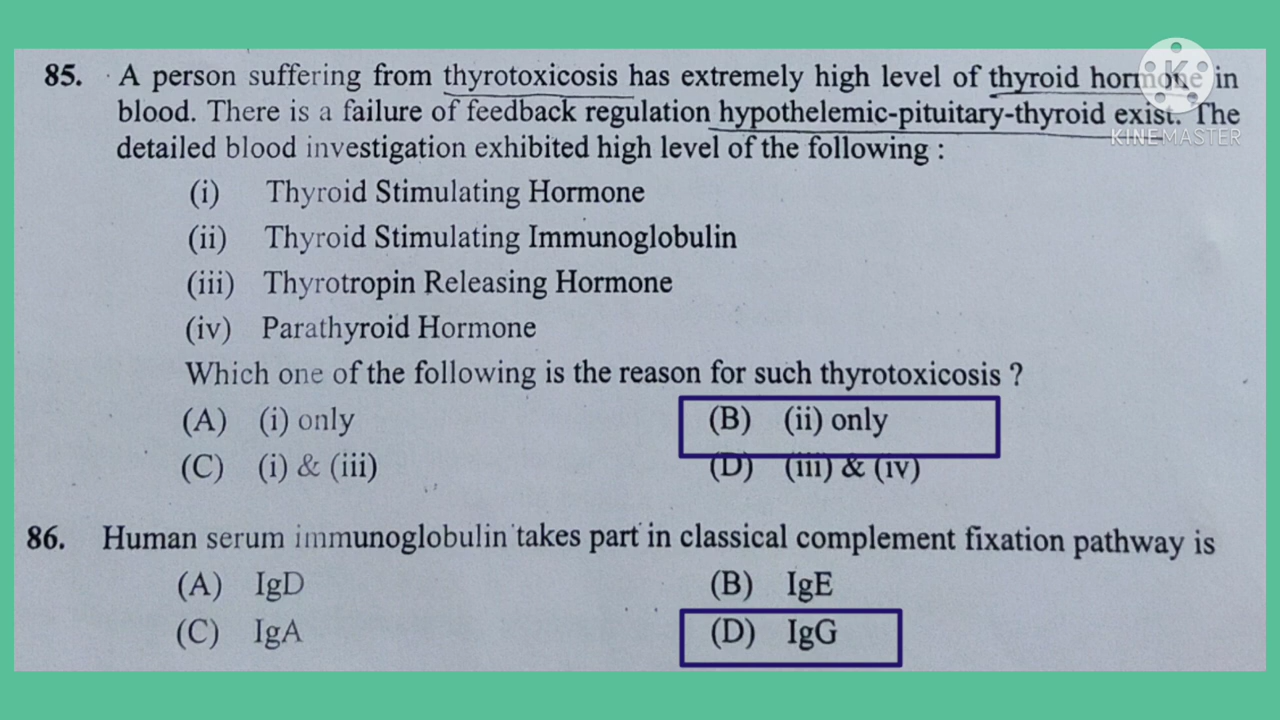 85. A person suffering from thyrotoxicosis has extremely high level of thyroid hormone in
blood. There is a failure of feedback regulation hypothelemic-pituitary-thyroid exist. The
detailed blood investigation exhibited high level of the following :
(i) Thyroid Stimulating Hormone
(ii) Thyroid Stimulating Immunoglobulin
(iii) Thyrotropin Releasing Hormone
(iv) Parathyroid Hormone
Which one of the following is the reason for such thyrotoxicosis ?
(A) (i) only (B) (ii) only
(C) (i) & (iii) (D) (iii) & (iv)
86. Human serum immunoglobulin takes part in classical complement fixation pathway is
(A) IgD (B) IgE
(C) IgA (D) IgG
K
KINEMASTER